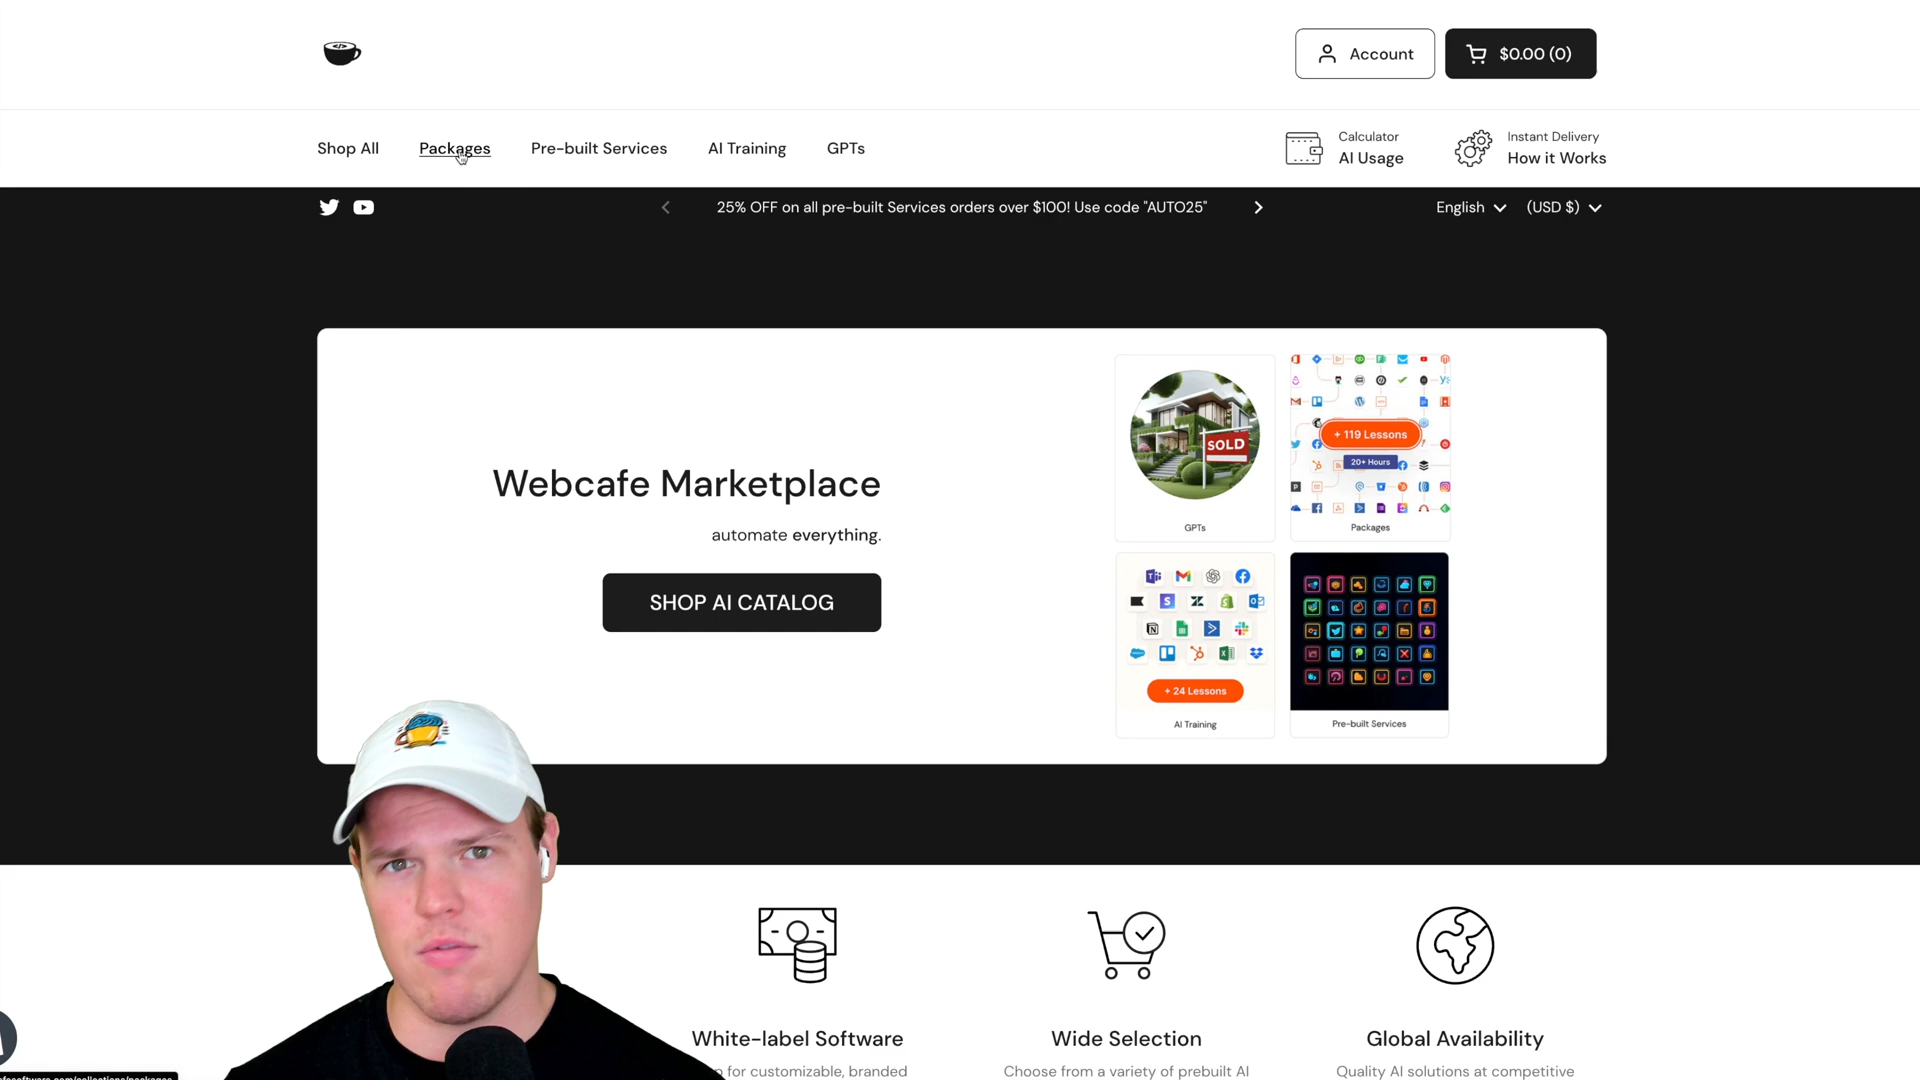 Account
$0.00 (0)
Shop All
Packages
Pre-built Services
AI Training
GPTs
Calculator
AI Usage
Instant Delivery
How it Works
25% OFF on all pre-built Services orders over $100! Use code "AUTO25"
English
(USD $)
Webcafe Marketplace
automate everything.
SHOP AI CATALOG
SOLD
GPTs
+ 119 Lessons
20+ Hours
Packages
+ 24 Lessons
AI Training
Pre-built Services
White-label Software
for customizable, branded
Wide Selection
Choose from a variety of prebuilt AI
Global Availability
Quality AI solutions at competitive